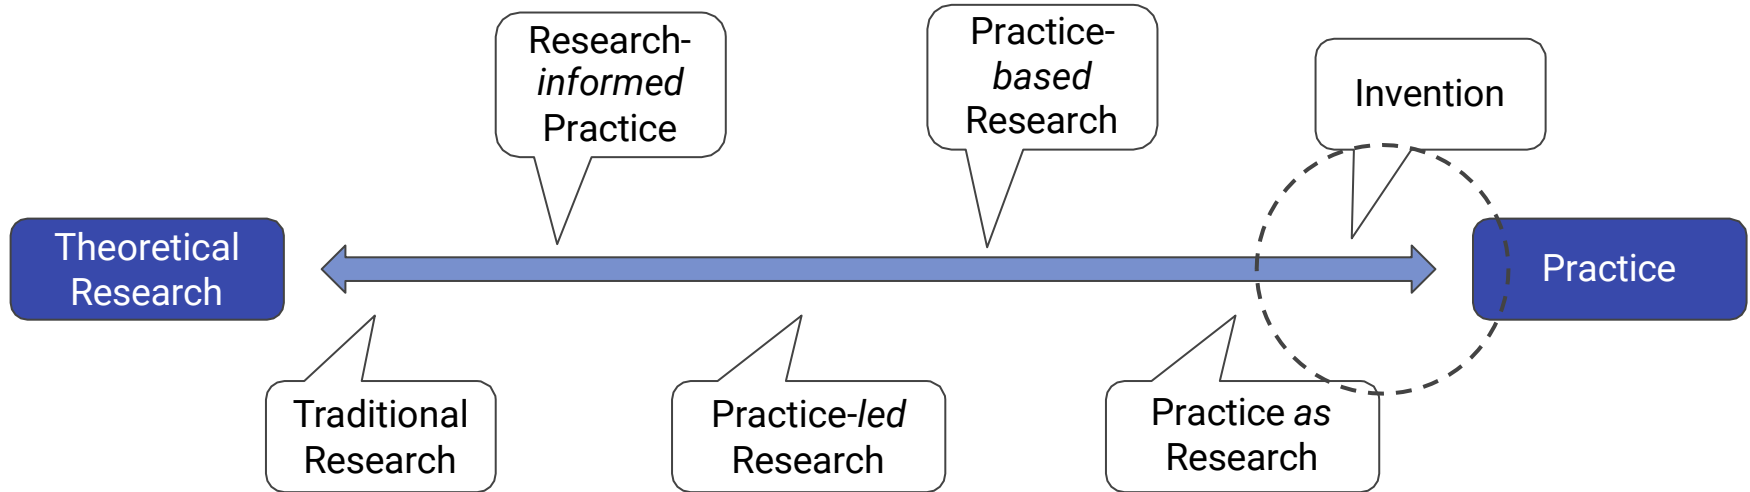 Research-
informed
Practice
Practice-
based
Research
Invention
Theoretical
Research
Practice
Traditional
Research
Practice-led
Research
Practice as
Research